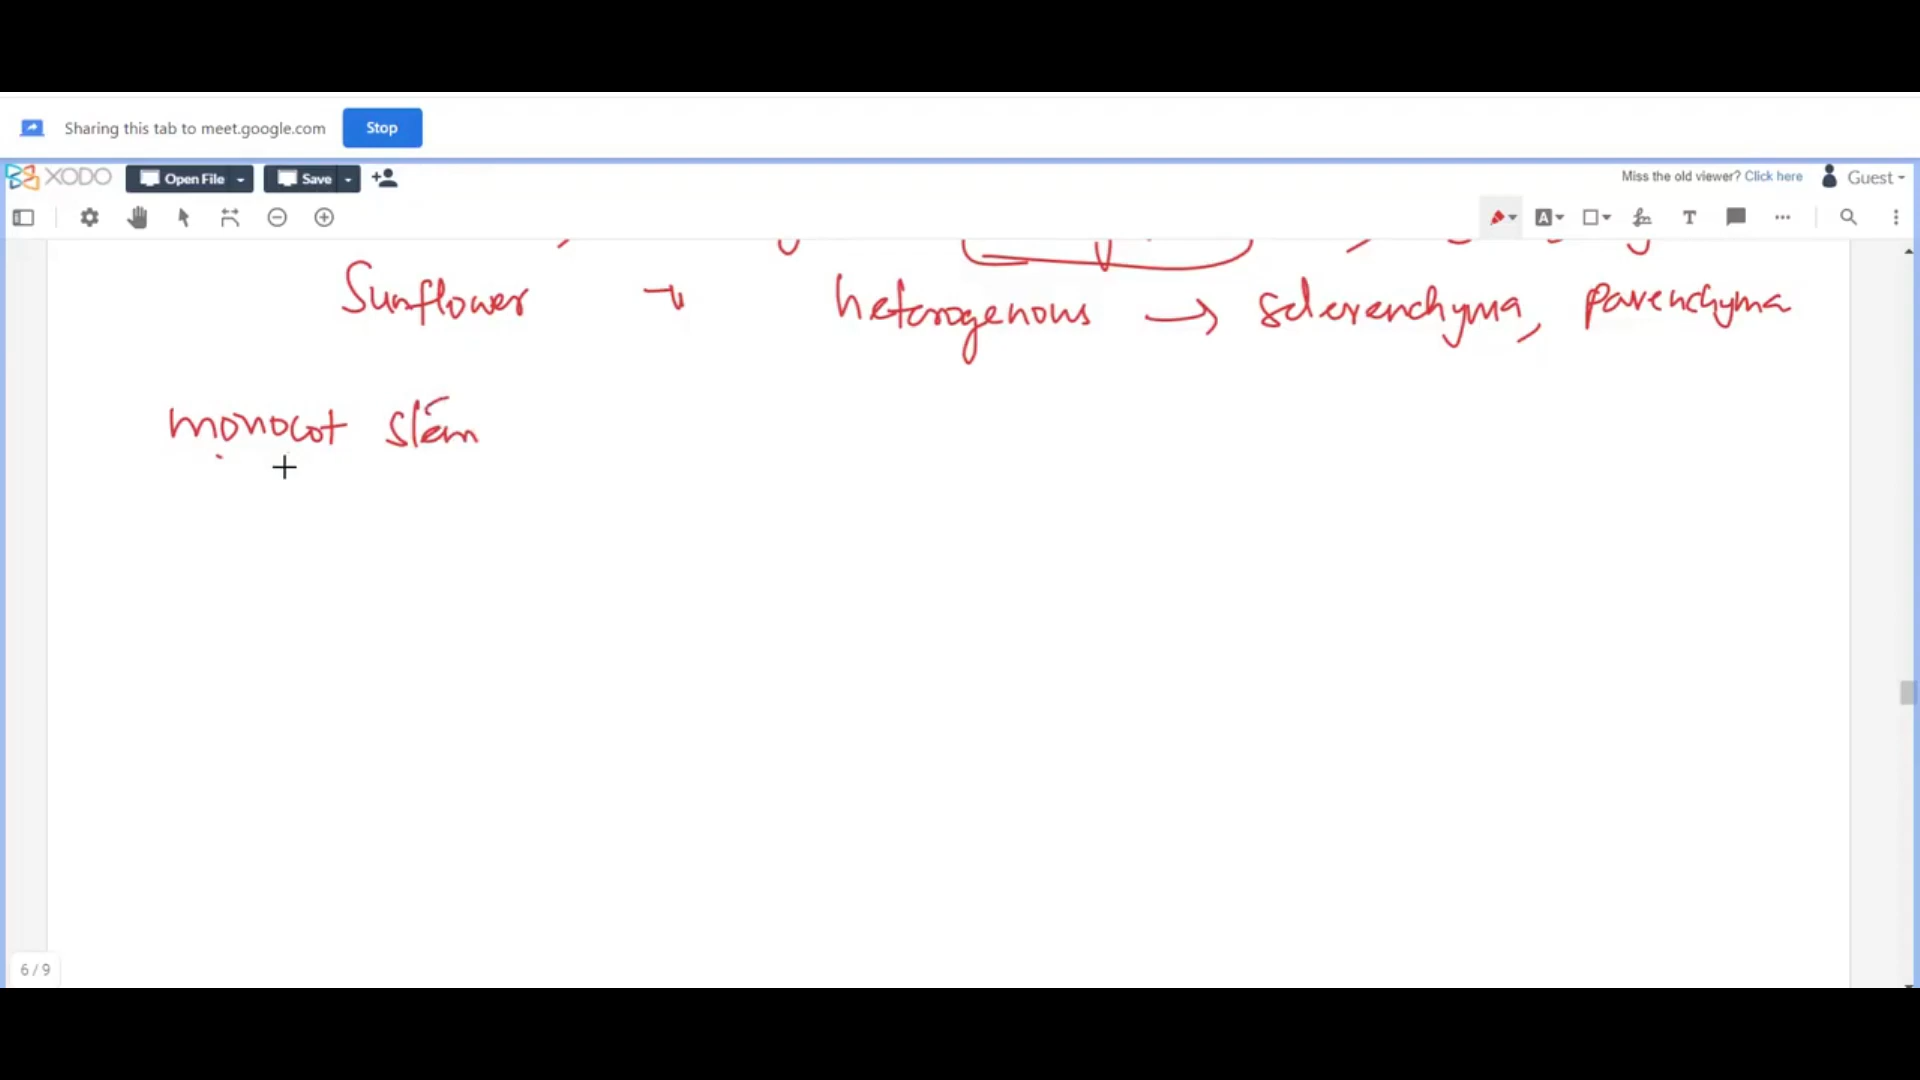 Sharing this tab to meet.google.com Stop
XODO Open File Save Miss the old viewer? Click here Guest
Sunflower → heterogenous → sclerenchyma, parenchyma
monocot stem
6 / 9